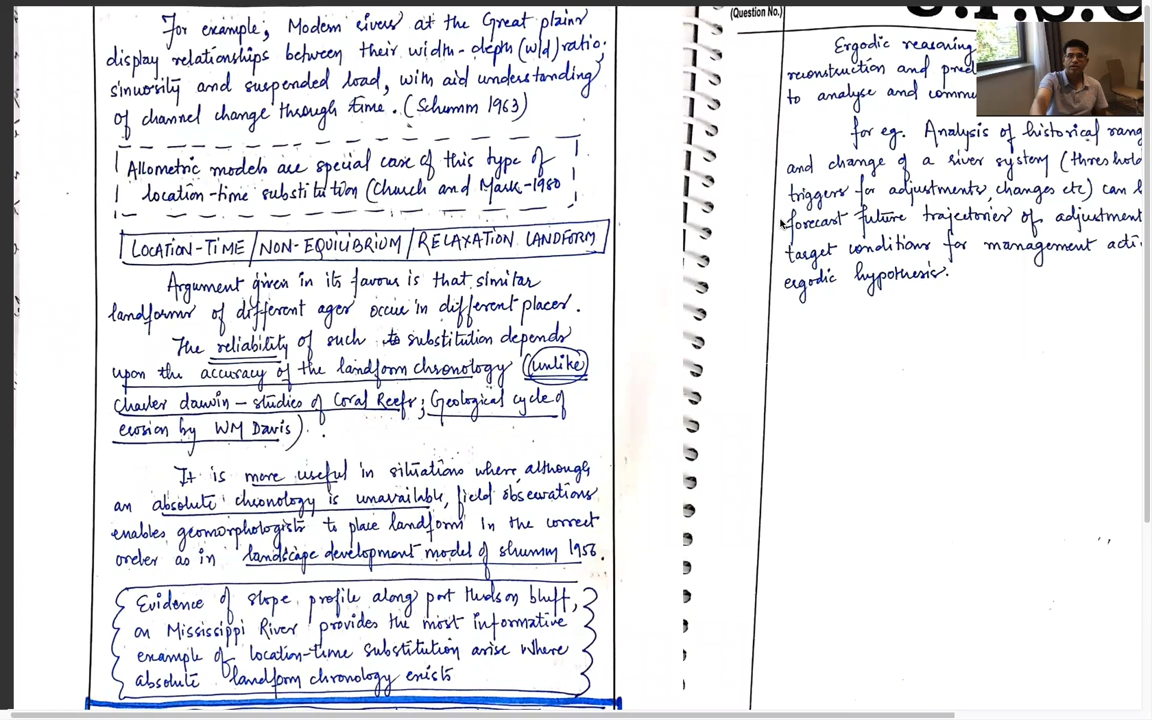 For example, Modern rivers at the Great plains
display relationships between their width-depth (w/d) ratio,
sinuosity and suspended load, with aid understanding
of channel change through time. (Schumm 1963)
Allometric models are special case of this type of
location-time substitution (Church and Mark-1980
LOCATION-TIME/NON-EQUILIBRIUM/RELAXATION LANDFORM
Argument given in its favour is that similar
landforms of different ages occur in different places.
The reliability of such substitution depends
upon the accuracy of the landform chronology (unlike
Charles darwin - studies of Coral Reefs; Geological cycle of
erosion by WM Davis).
It is more useful in situations where although
an absolute chronology is unavailable, field observations
enables geomorphologists to place landform in the correct
order as in landscape development model of 1956.
Evidence of slope profile along port Hudson bluff,
on Mississippi River provides the most informative
example of location-time substitution arise where
absolute landform chronology exists
(Question No.)
Ergodic reasoning
reconstruction and pred
to analyse and commu
for eg. Analysis of historical rang
and change of a river system (threshold
triggers for adjustments, changes etc) can b
forecast future trajectories of adjustment
target conditions for management acti
ergodic hypothesis.